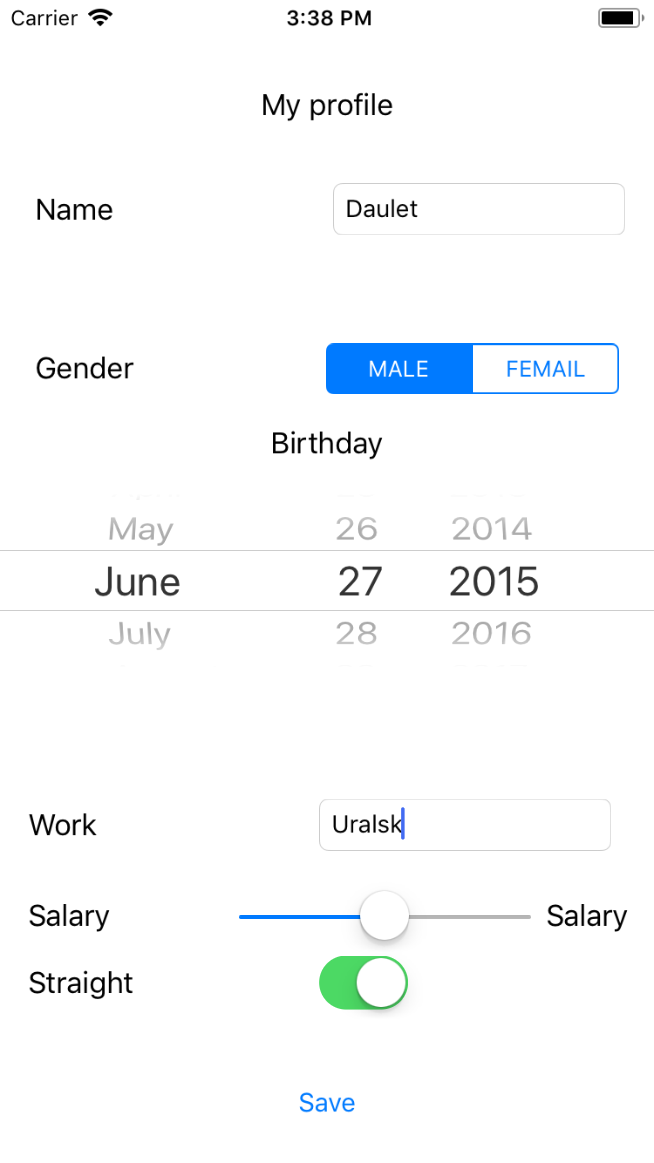 Carrier 3:38 PM
My profile
Name Daulet
Gender MALE FEMAIL
Birthday
May 26 2014
June 27 2015
July 28 2016
Work Uralsk
Salary Salary
Straight
Save